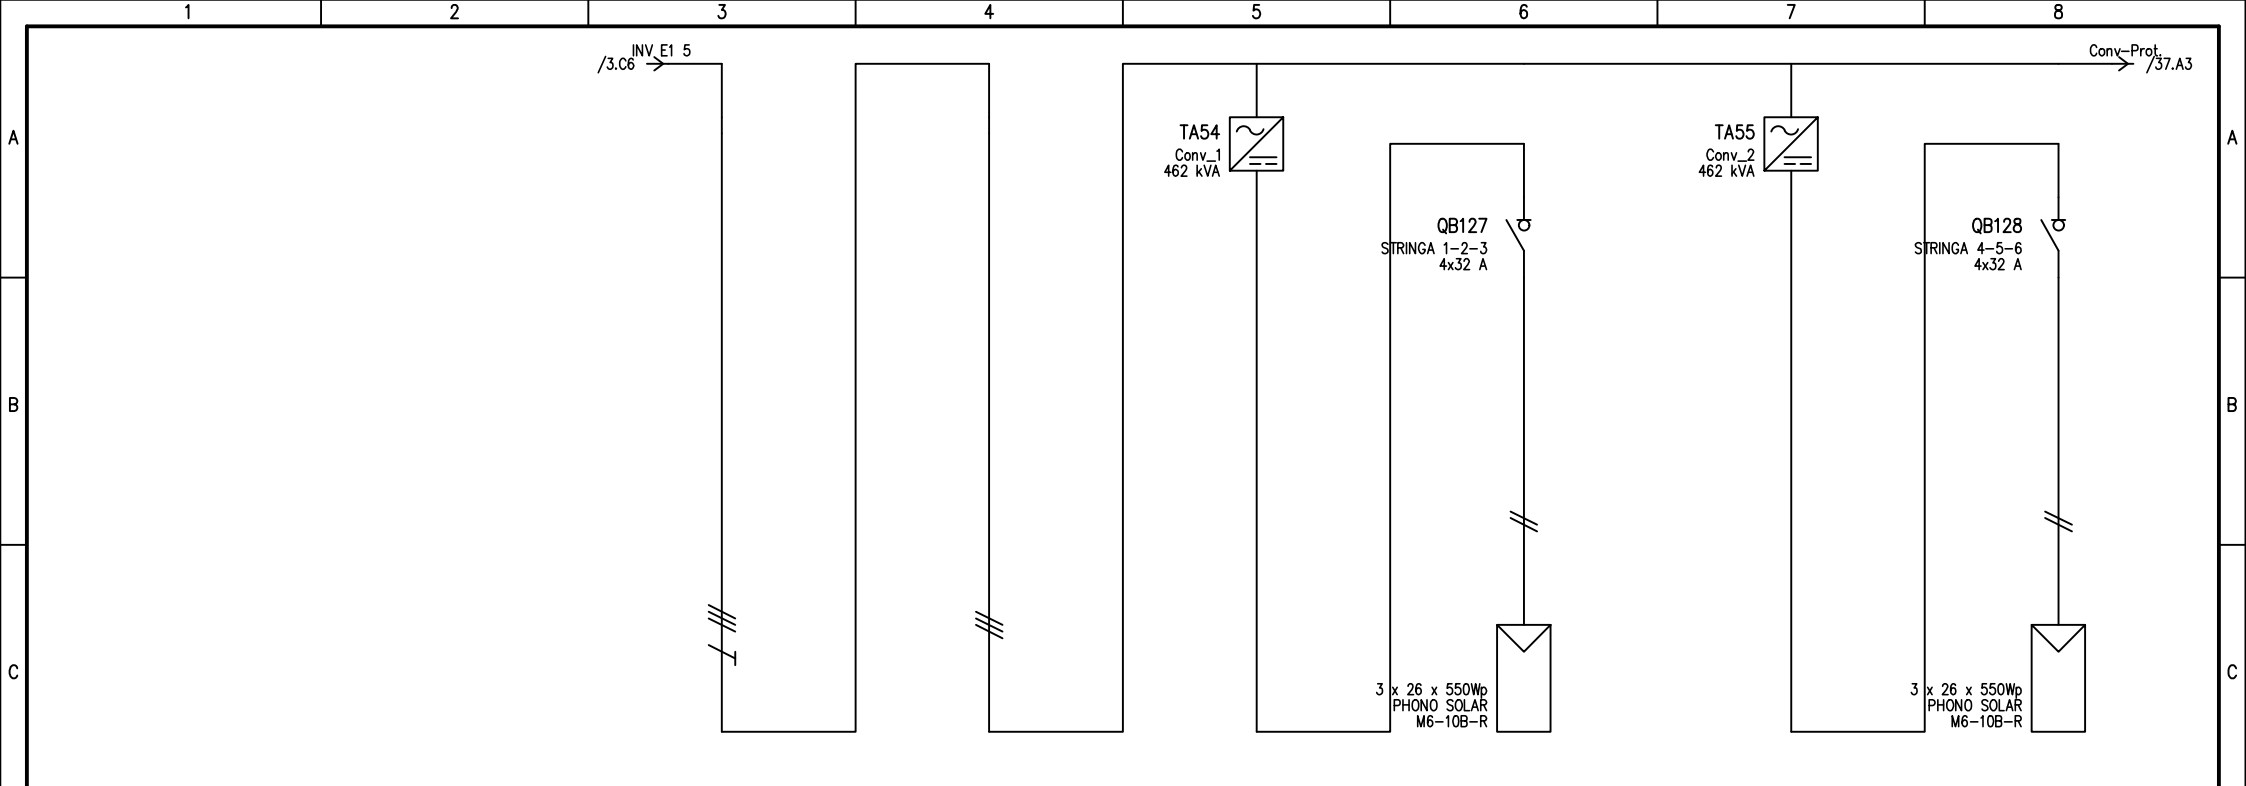 1 2 3 4 5 6 7 8
INV_E1 5
/3.C6
Conv-Prot.
/37.A3
A A
TA54
Conv_1
462 kVA
TA55
Conv_2
462 kVA
QB127
STRINGA 1-2-3
4x32 A
QB128
STRINGA 4-5-6
4x32 A
B B
C C
3 x 26 x 550Wp
PHONO SOLAR
M6-10B-R
3 x 26 x 550Wp
PHONO SOLAR
M6-10B-R